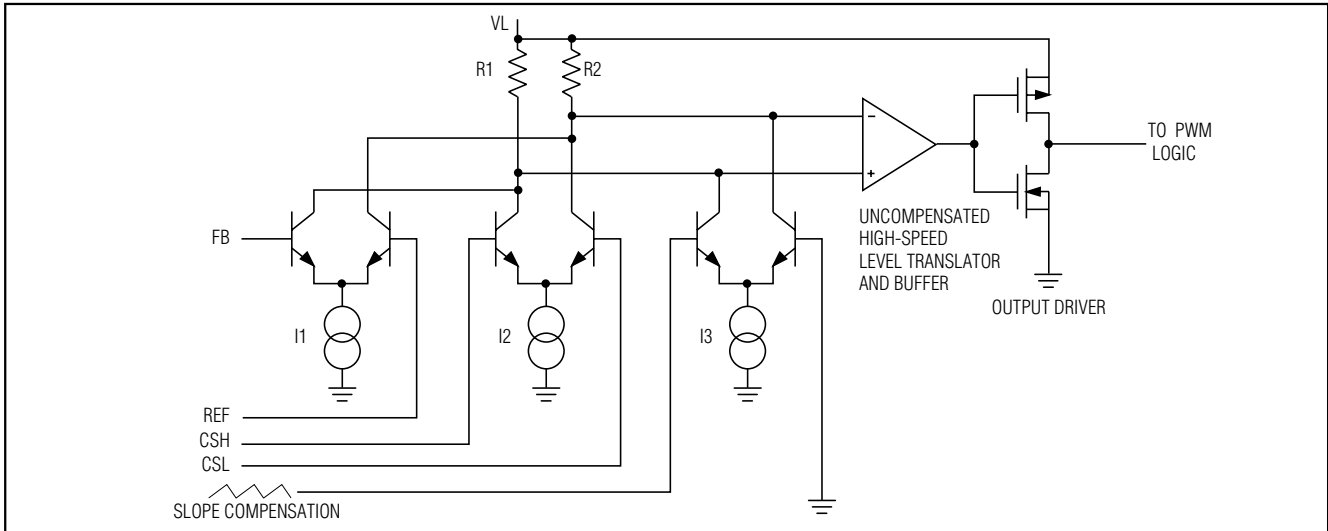 VL
R1
R2
TO PWM
LOGIC
FB
UNCOMPENSATED
HIGH-SPEED
LEVEL TRANSLATOR
AND BUFFER
OUTPUT DRIVER
I1
I2
I3
REF
CSH
CSL
SLOPE COMPENSATION